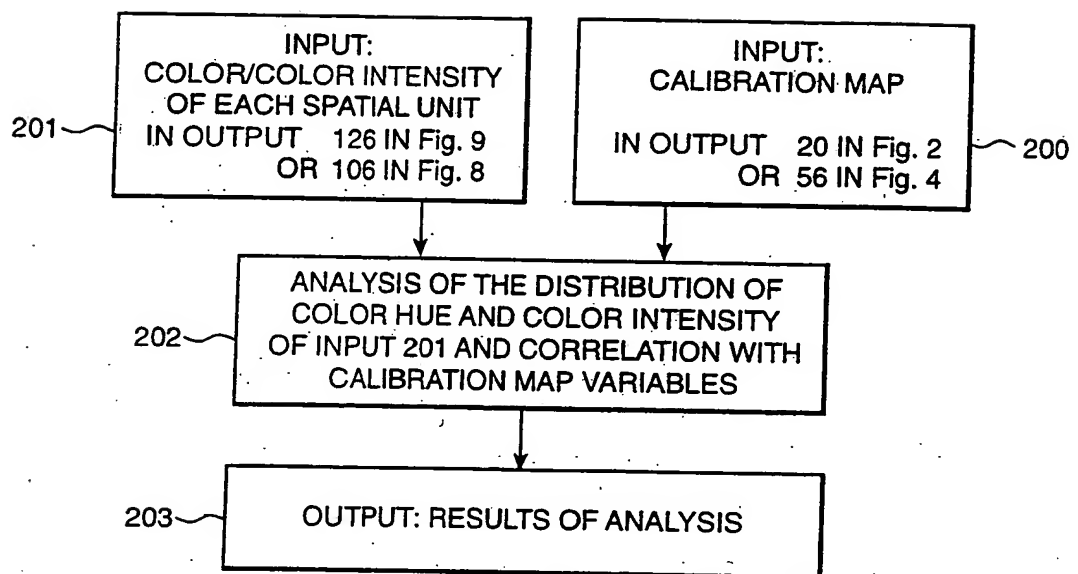 INPUT:
COLOR/COLOR INTENSITY
OF EACH SPATIAL UNIT
IN OUTPUT 126 IN Fig. 9
OR 106 IN Fig. 8
201
INPUT:
CALIBRATION MAP
IN OUTPUT 20 IN Fig. 2
OR 56 IN Fig. 4
200
ANALYSIS OF THE DISTRIBUTION OF
COLOR HUE AND COLOR INTENSITY
OF INPUT 201 AND CORRELATION WITH
CALIBRATION MAP VARIABLES
202
OUTPUT: RESULTS OF ANALYSIS
203